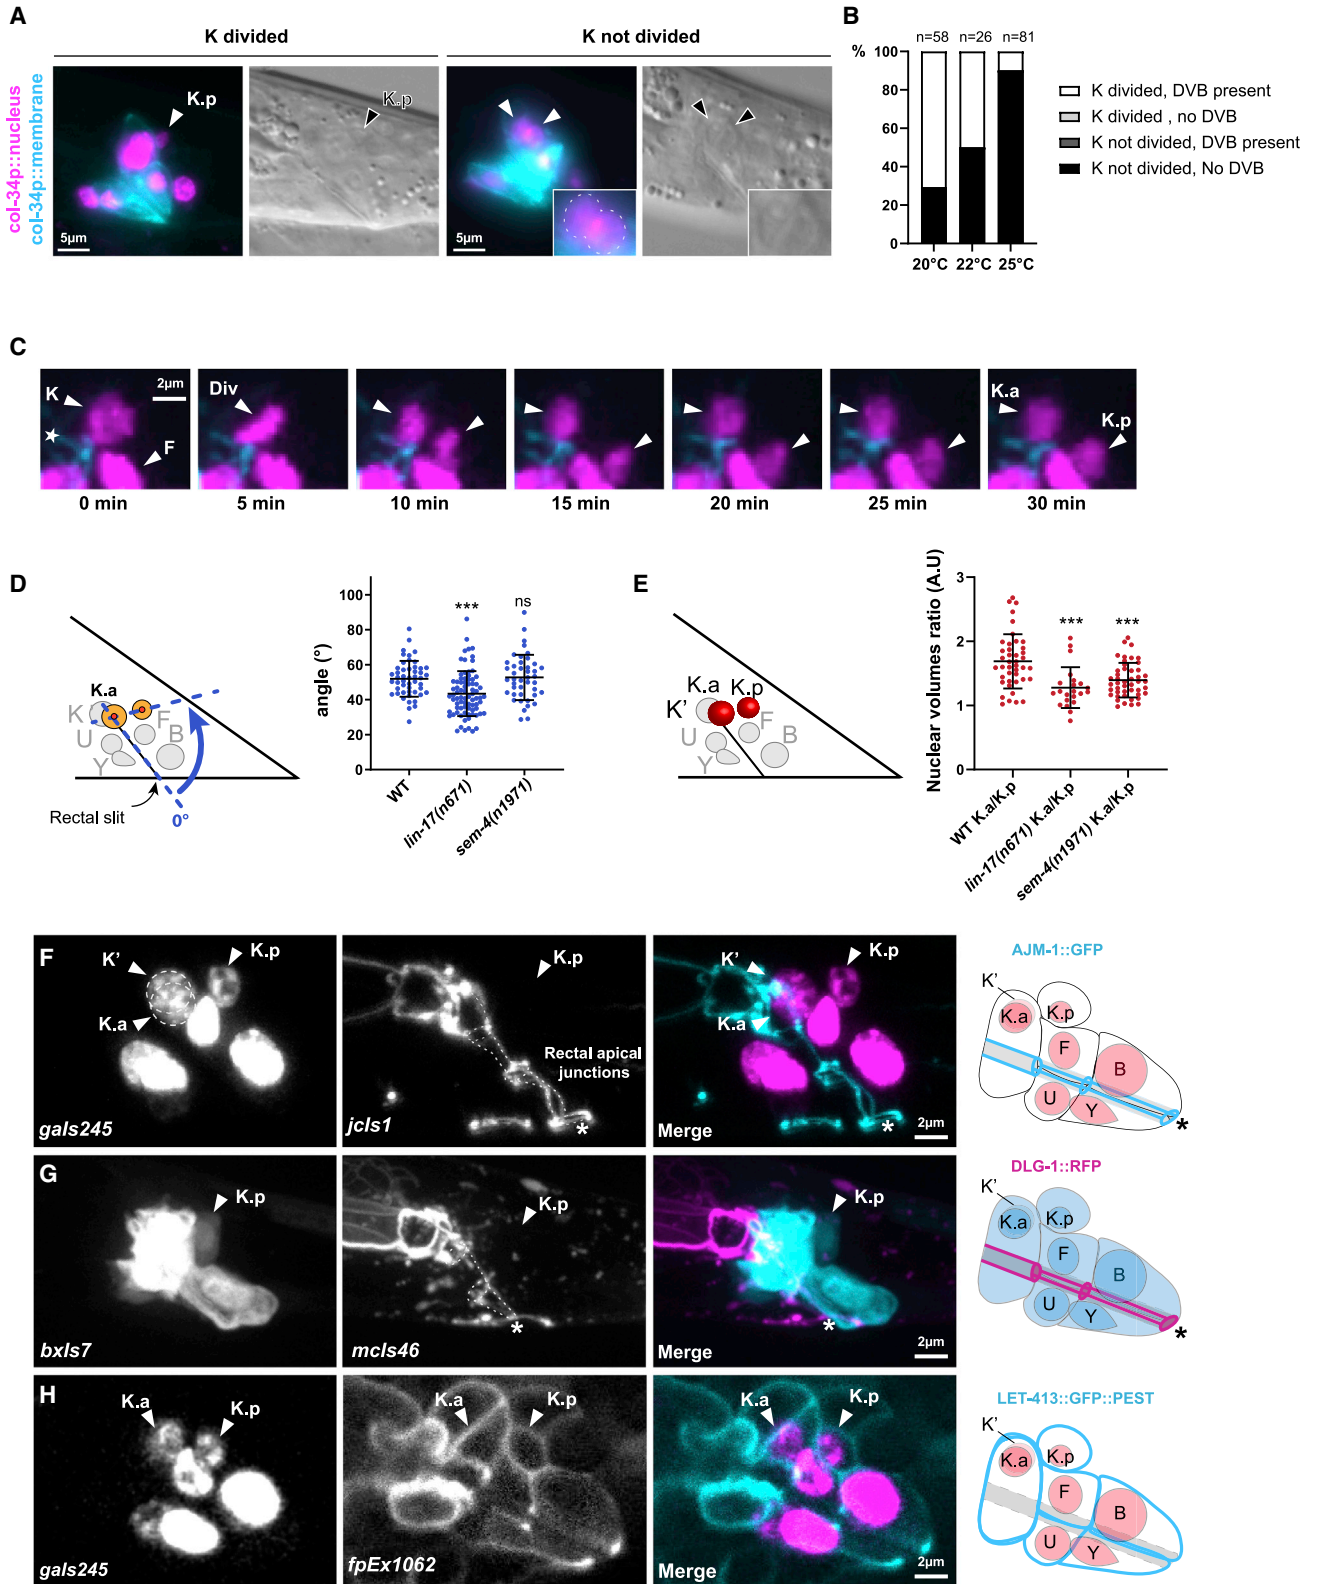 A
K divided
K not divided
col-34p::nucleus
col-34p::membrane
K.p
5µm
K.p
5µm
B
n=58 n=26 n=81
%
100
80
60
40
20
0
20°C 22°C 25°C
K divided, DVB present
K divided , no DVB
K not divided, DVB present
K not divided, No DVB
C
K
2µm
F
Div
K.a
K.p
0 min 5 min 10 min 15 min 20 min 25 min 30 min
D
K.a
K
F
U
B
Y
Rectal slit
0°
angle (°)
100
80
60
40
20
0
*** ns
WT
lin-17(n671)
sem-4(n1971)
E
K.a K.p
K'
F
U
B
Y
Nuclear volumes ratio (A.U)
3
2
1
0
*** ***
WT K.a/K.p
lin-17(n671) K.a/K.p
sem-4(n1971) K.a/K.p
F
K'
K.p
K.a
gals245
K.p
Rectal apical
junctions
*
jcls1
K'
K.p
K.a
*
Merge
2µm
AJM-1::GFP
K'
K.a
K.p
F
B
U
Y
*
G
K.p
bxls7
K.p
*
mcls46
K.p
*
Merge
2µm
DLG-1::RFP
K'
K.a
K.p
F
B
U
Y
*
H
K.a
K.p
gals245
K.a
K.p
fpEx1062
K.a
K.p
Merge
2µm
LET-413::GFP::PEST
K'
K.a
K.p
F
B
U
Y